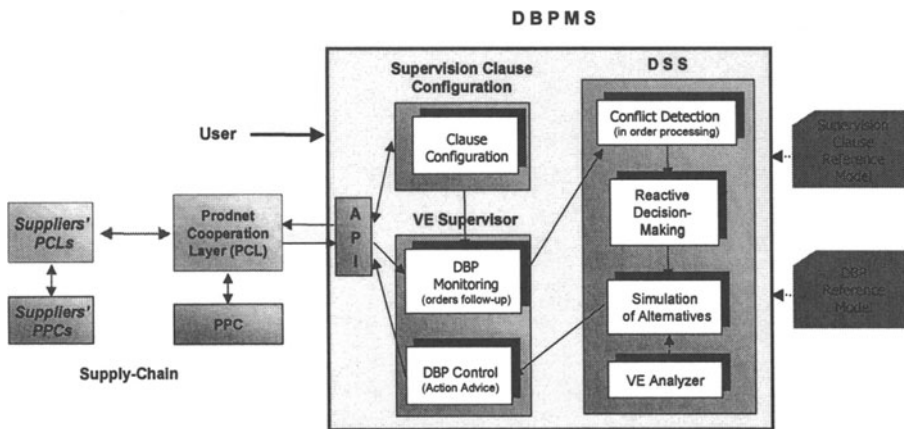 DBPMS
Supervision Clause
Configuration
DSS
User
Clause
Configuration
Conflict Detection
(in order processing)
Supervision
Clause
Reference
Model
Reactive
Decision-
Making
Suppliers'
PCLs
Prodnet
Cooperation
Layer (PCL)
A
P
I
VE Supervisor
DBP
Monitoring
(orders follow-up)
Simulation
of Alternatives
DBP
Reference
Model
Suppliers'
PPCs
PPC
DBP Control
(Action Advice)
VE Analyzer
Supply-Chain